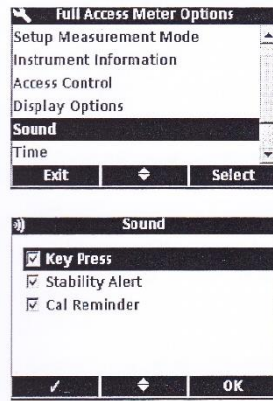 Full Access Meter Options
Setup Measurement Mode
Instrument Information
Access Control
Display Options
Sound
Time
Exit
Select
Sound
Key Press
Stability Alert
Cal Reminder
OK